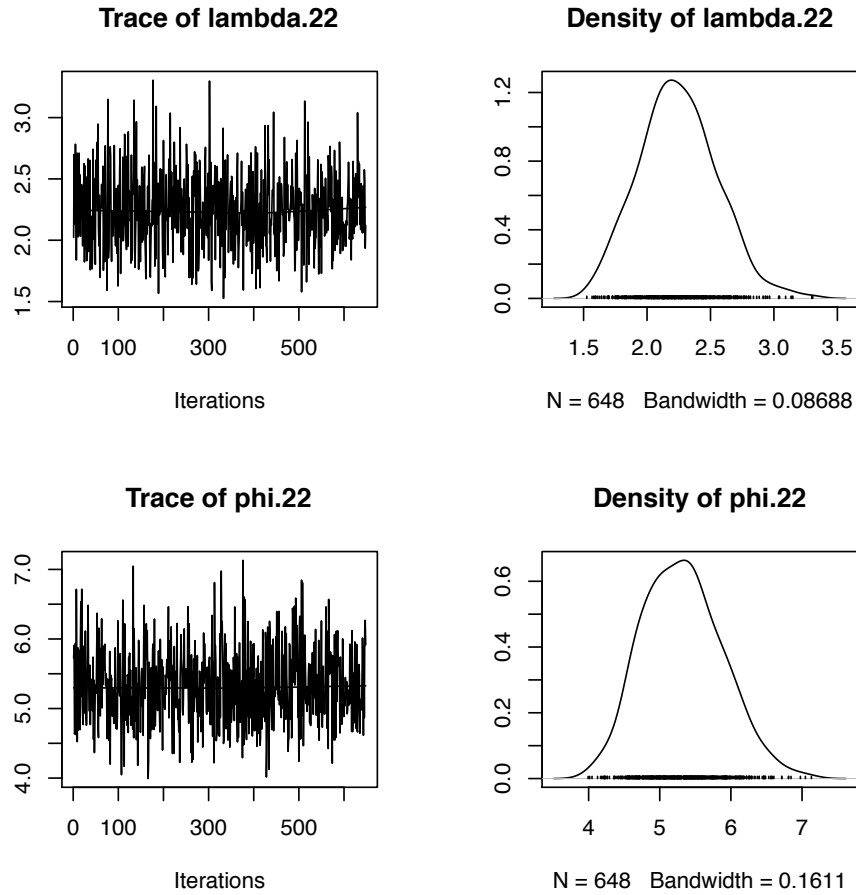 Trace of lambda.22
3.0
2.5
2.0
1.5
0 100 300 500
Iterations
Density of lambda.22
1.2
0.8
0.4
0.0
1.5 2.0 2.5 3.0 3.5
N = 648 Bandwidth = 0.08688
Trace of phi.22
7.0
6.0
5.0
4.0
0 100 300 500
Iterations
Density of phi.22
0.6
0.4
0.2
0.0
4 5 6 7
N = 648 Bandwidth = 0.1611